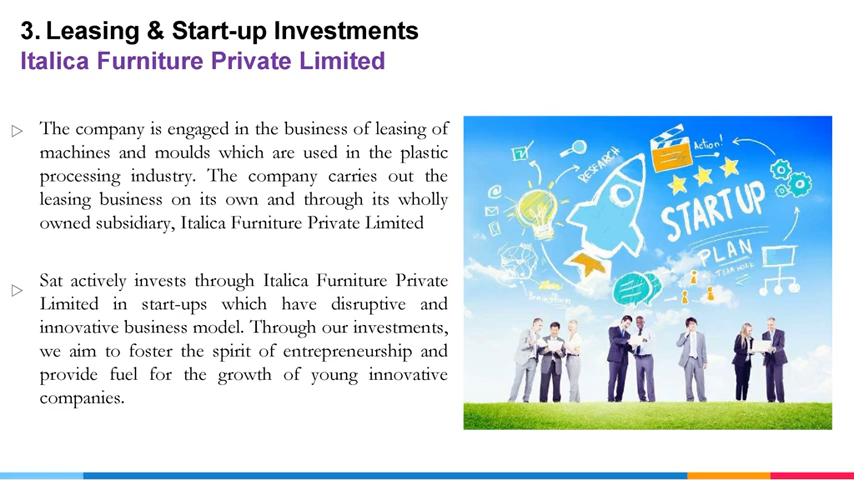 3. Leasing & Start-up Investments
Italica Furniture Private Limited
The company is engaged in the business of leasing of
machines and moulds which are used in the plastic
processing industry. The company carries out the
leasing business on its own and through its wholly
owned subsidiary, Italica Furniture Private Limited
Sat actively invests through Italica Furniture Private
Limited in start-ups which have disruptive and
innovative business model. Through our investments,
we aim to foster the spirit of entrepreneurship and
provide fuel for the growth of young innovative
companies.
Action!
RESEARCH
START UP
PLAN
TEAM WORK
Brainstorm